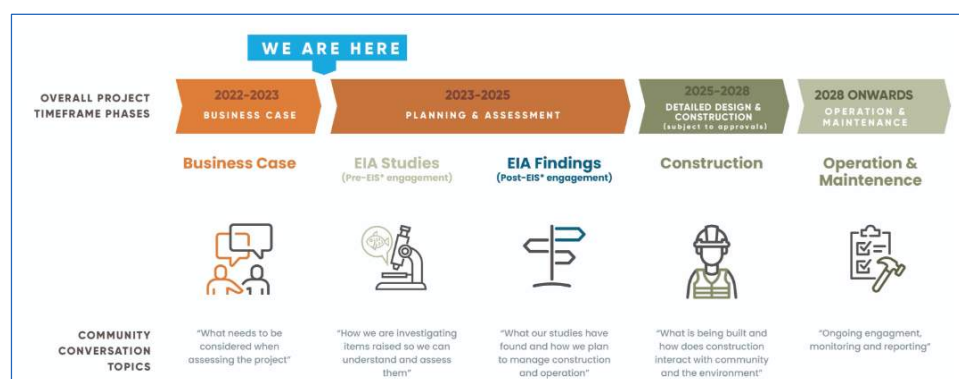 WE ARE HERE
OVERALL PROJECT
TIMEFRAME PHASES
2022-2023
BUSINESS CASE
2023-2025
PLANNING & ASSESSMENT
2025-2028
DETAILED DESIGN &
CONSTRUCTION
(subject to approvals)
2028 ONWARDS
OPERATION &
MAINTENANCE
Business Case
EIA Studies
(Pre-EIS* engagement)
EIA Findings
(Post-EIS* engagement)
Construction
Operation &
Maintenence
COMMUNITY
CONVERSATION
TOPICS
"What needs to be
considered when
assessing the project"
"How we are investigating
items raised so we can
understand and assess
them"
"What our studies have
found and how we plan
to manage construction
and operation"
"What is being built and
how does construction
interact with community
and the environment"
"Ongoing engagment,
monitoring and reporting"